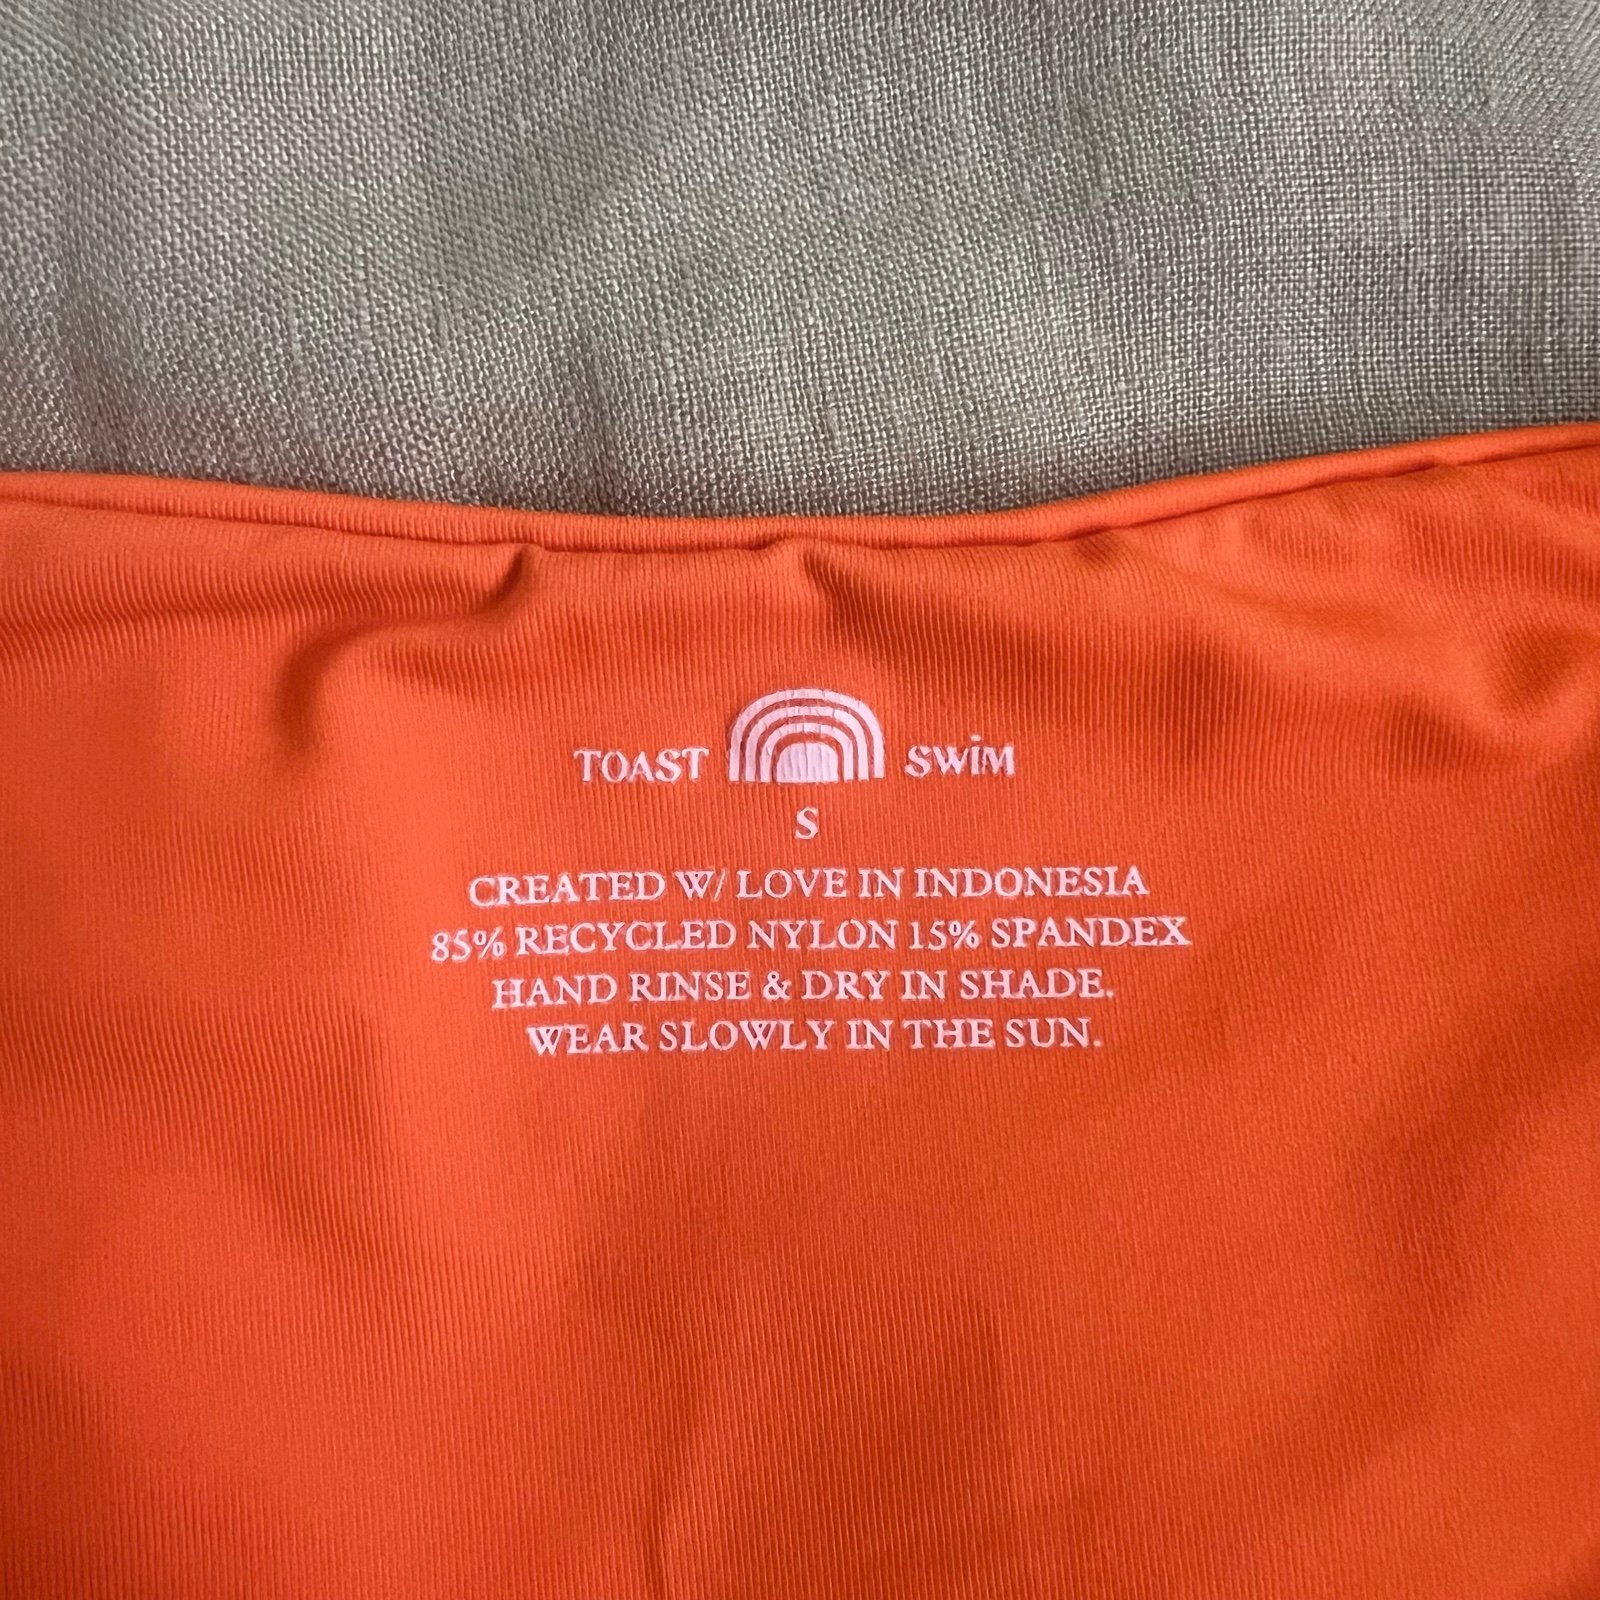 TOAST SWiM
S
CREATED W/ LOVE IN INDONESIA
85% RECYCLED NYLON 15% SPANDEX
HAND RINSE & DRY IN SHADE.
WEAR SLOWLY IN THE SUN.